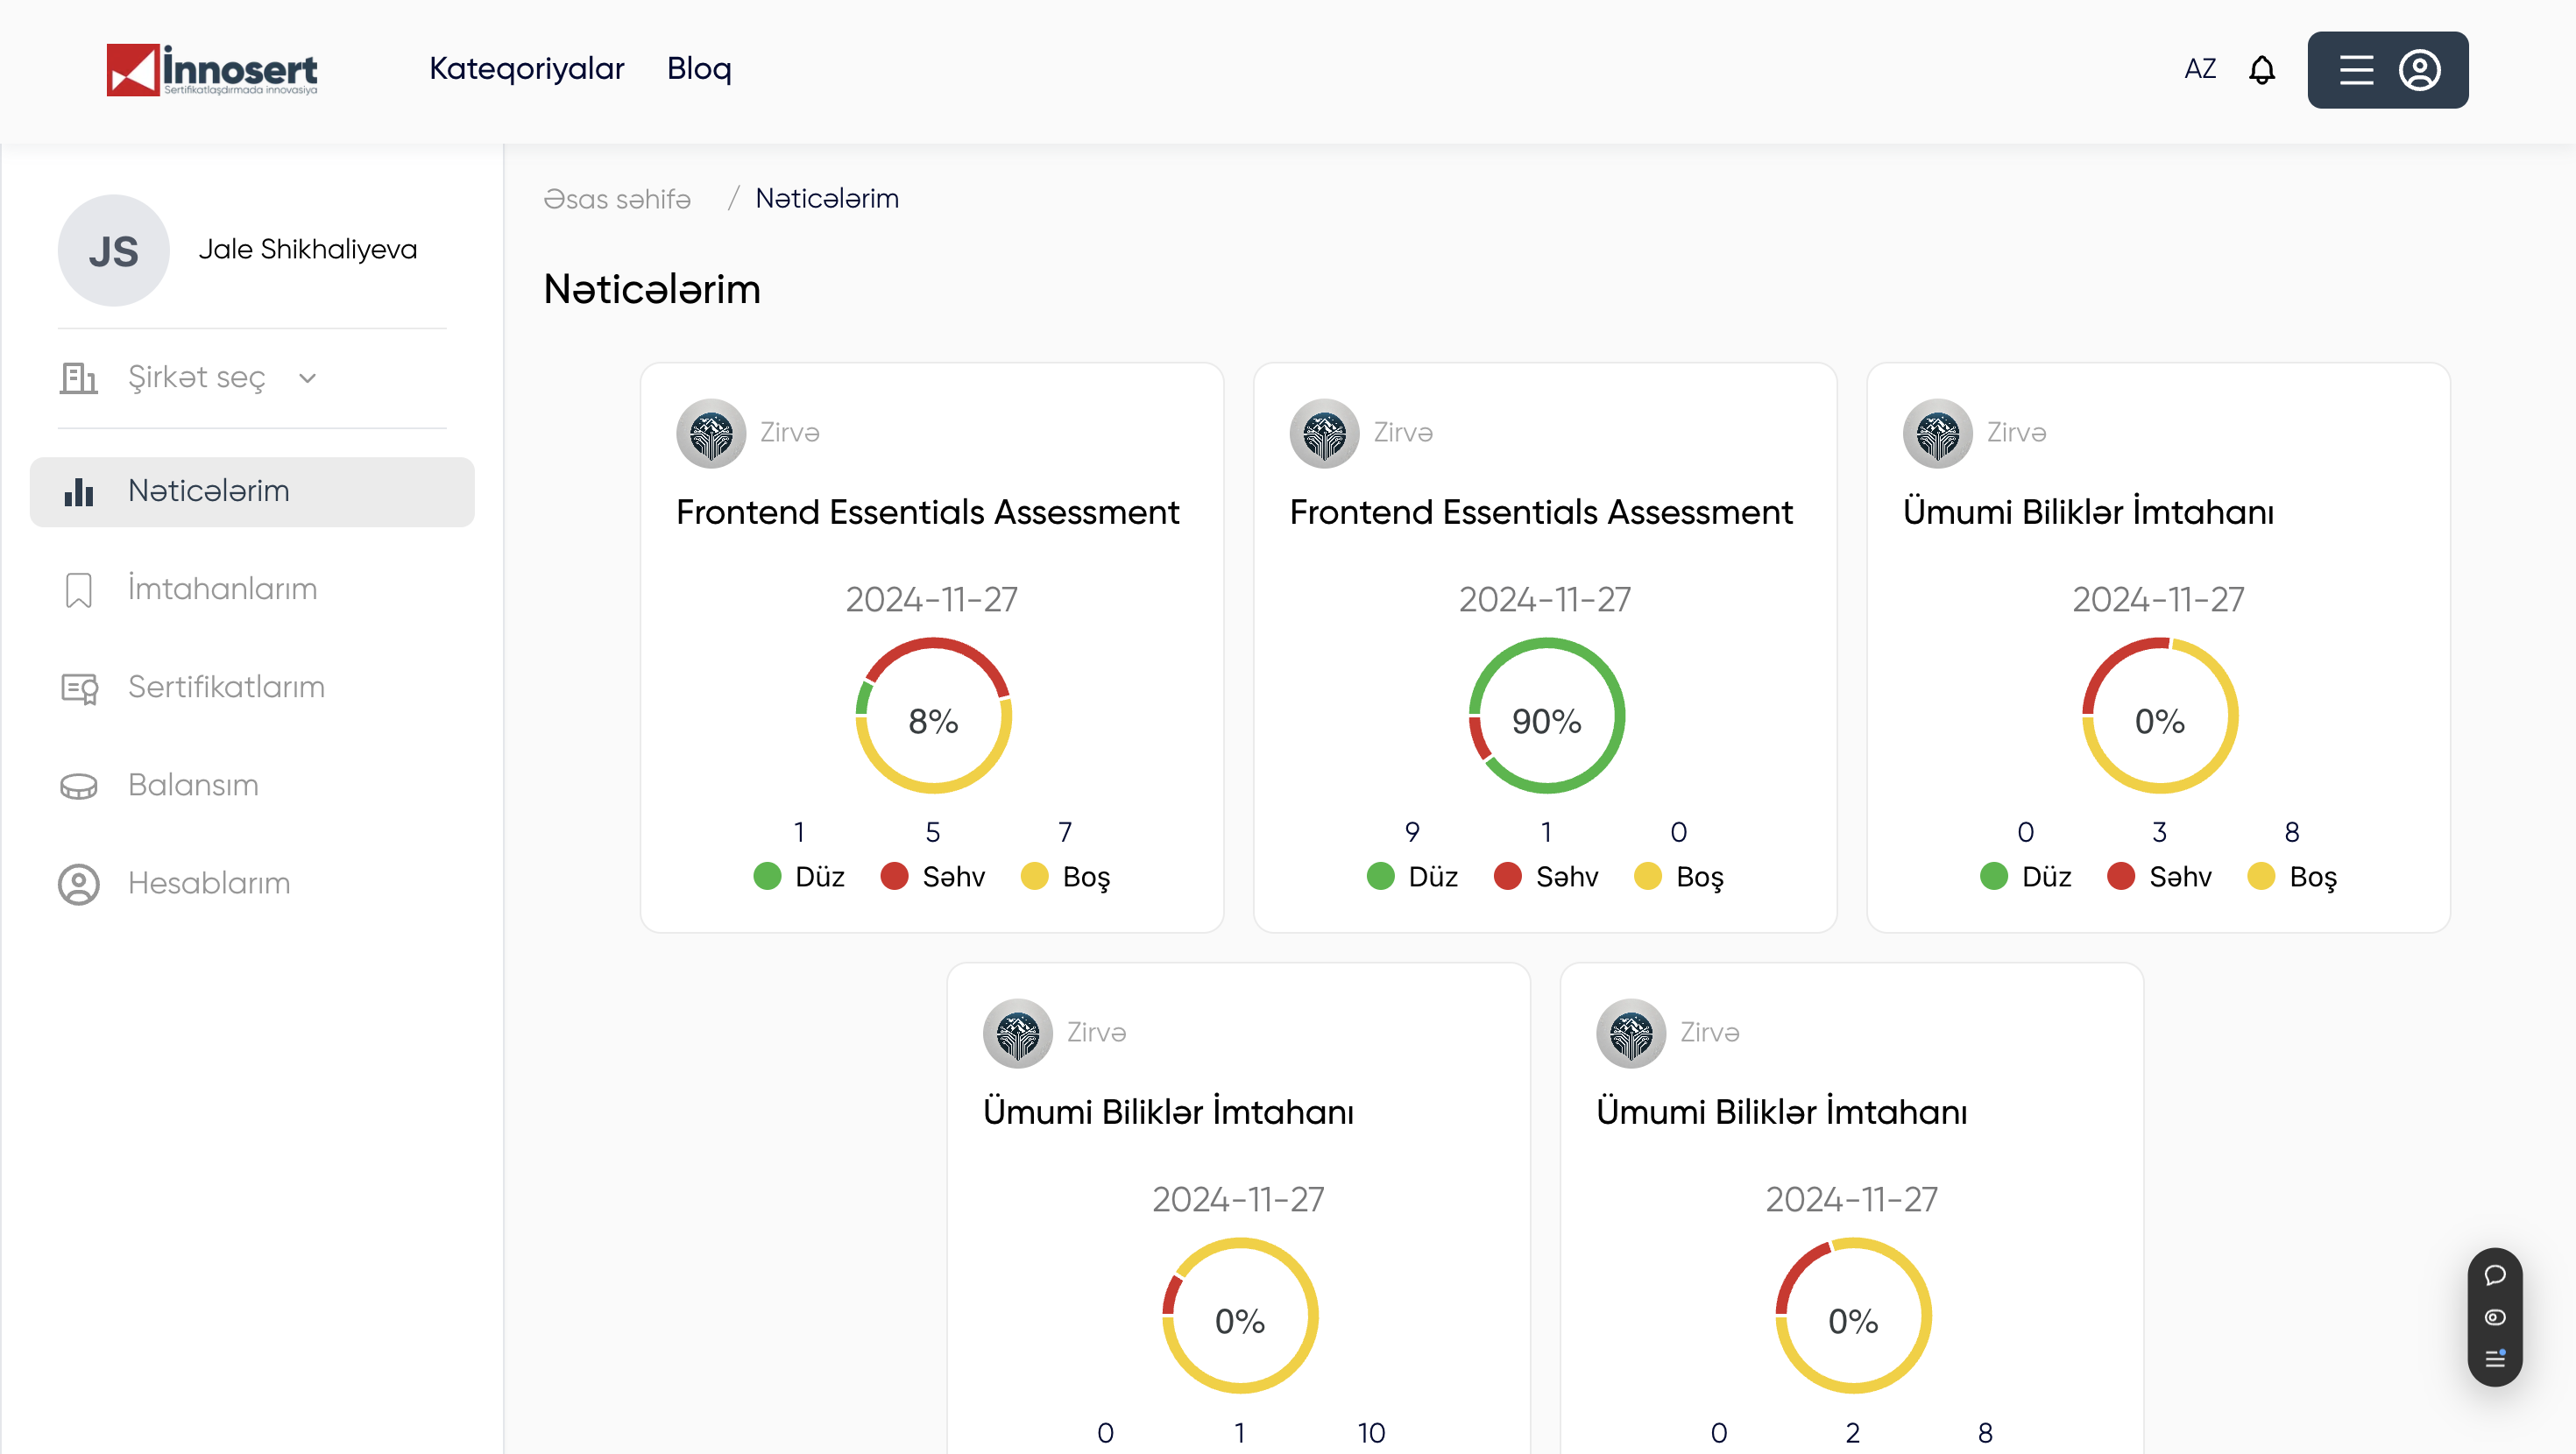 İnnosert
Sertifikatlaşdırmada innovasiya
Kateqoriyalar
Bloq
AZ
JS
Jale Shikhaliyeva
Şirkət seç
Nəticələrim
İmtahanlarım
Sertifikatlarım
Balansım
Hesablarım
Əsas səhifə / Nəticələrim
Nəticələrim
Zirvə
Frontend Essentials Assessment
2024-11-27
8%
1 5 7
Düz Səhv Boş
Zirvə
Frontend Essentials Assessment
2024-11-27
90%
9 1 0
Düz Səhv Boş
Zirvə
Ümumi Biliklər İmtahanı
2024-11-27
0%
0 3 8
Düz Səhv Boş
Zirvə
Ümumi Biliklər İmtahanı
2024-11-27
0%
0 1 10
Zirvə
Ümumi Biliklər İmtahanı
2024-11-27
0%
0 2 8